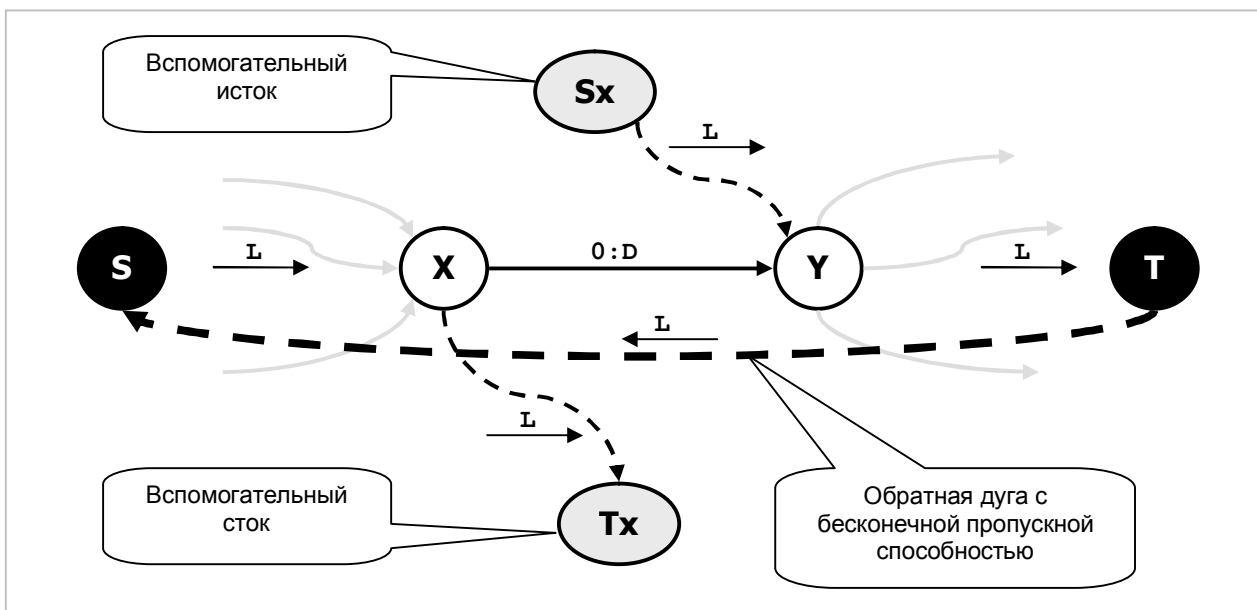 Вспомогательный
исток
Sx
L
S
L
X
0:D
Y
L
T
L
L
Вспомогательный
сток
Tx
Обратная дуга с
бесконечной пропускной
способностью